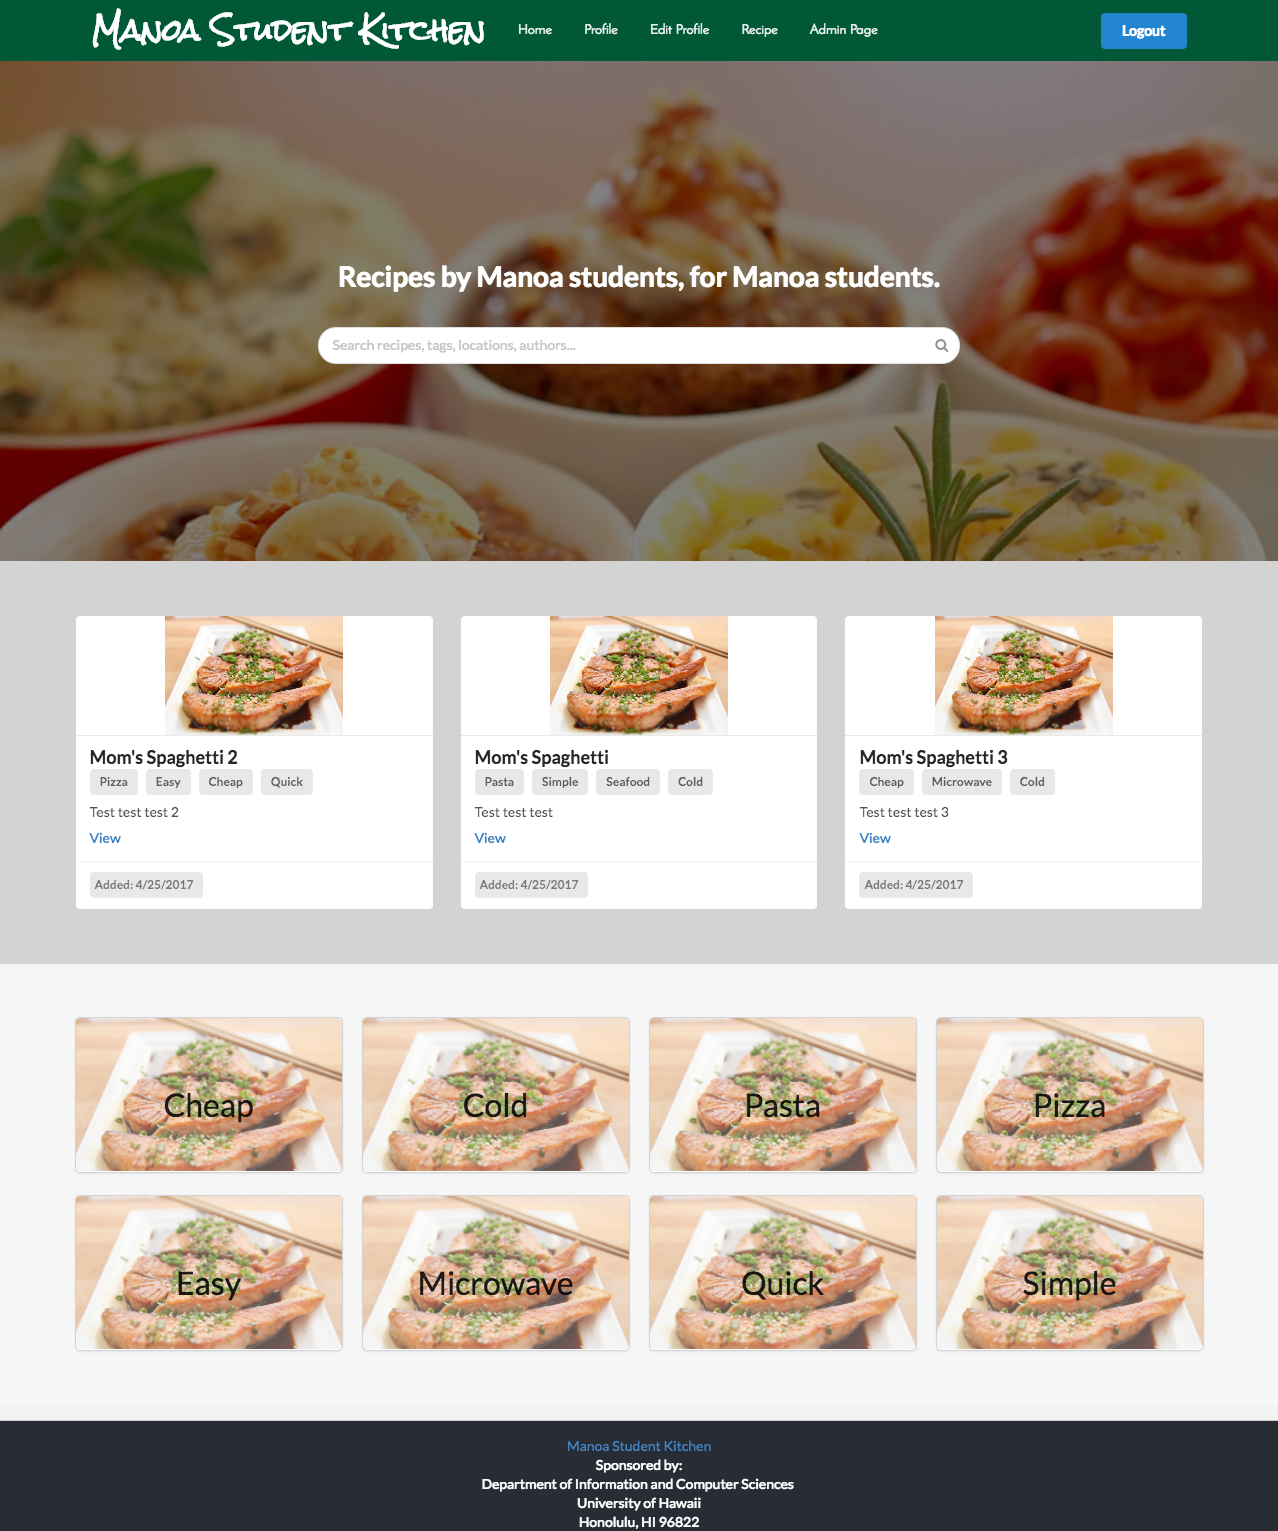 Manoa Student Kitchen
Home Profile Edit Profile Recipe Admin Page Logout
Recipes by Manoa students, for Manoa students.
Search recipes, tags, locations, authors...
Mom's Spaghetti 2
Pizza Easy Cheap Quick
Test test test 2
View
Added: 4/25/2017
Mom's Spaghetti
Pasta Simple Seafood Cold
Test test test
View
Added: 4/25/2017
Mom's Spaghetti 3
Cheap Microwave Cold
Test test test 3
View
Added: 4/25/2017
Cheap
Cold
Pasta
Pizza
Easy
Microwave
Quick
Simple
Manoa Student Kitchen
Sponsored by:
Department of Information and Computer Sciences
University of Hawaii
Honolulu, HI 96822